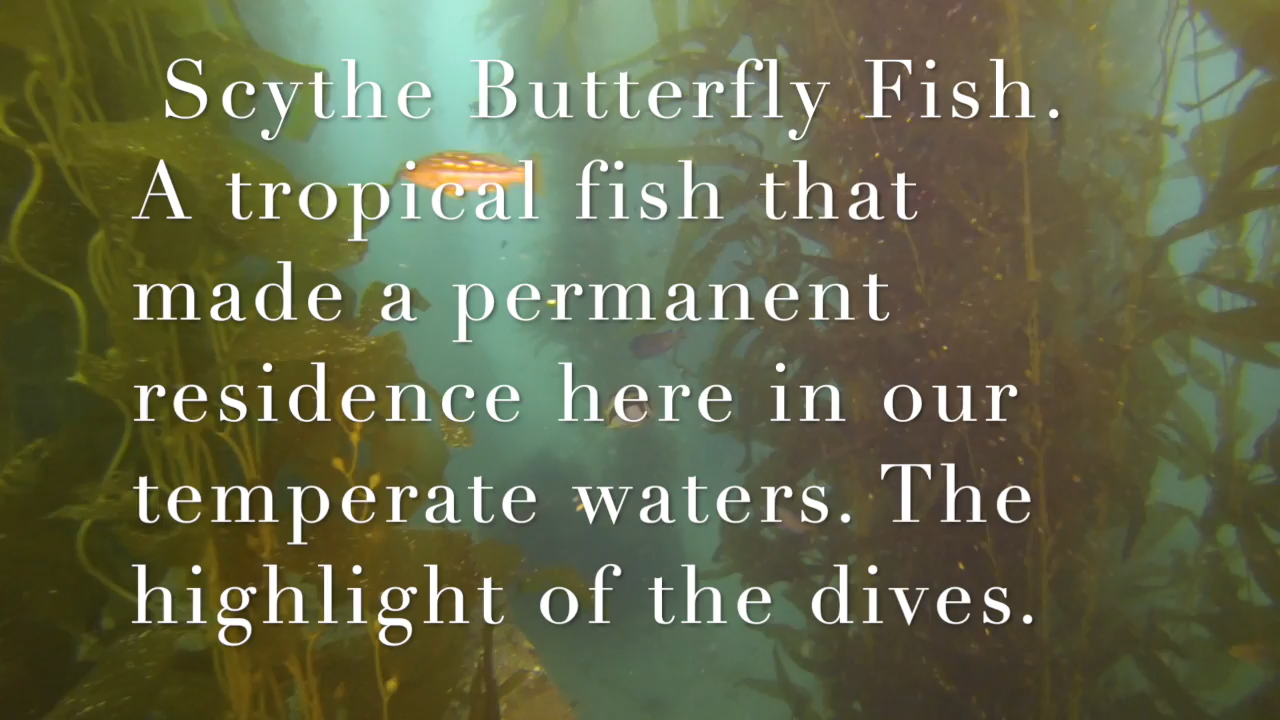 Scythe Butterfly Fish.
A tropical fish that
made a permanent
residence here in our
temperate waters. The
highlight of the dives.